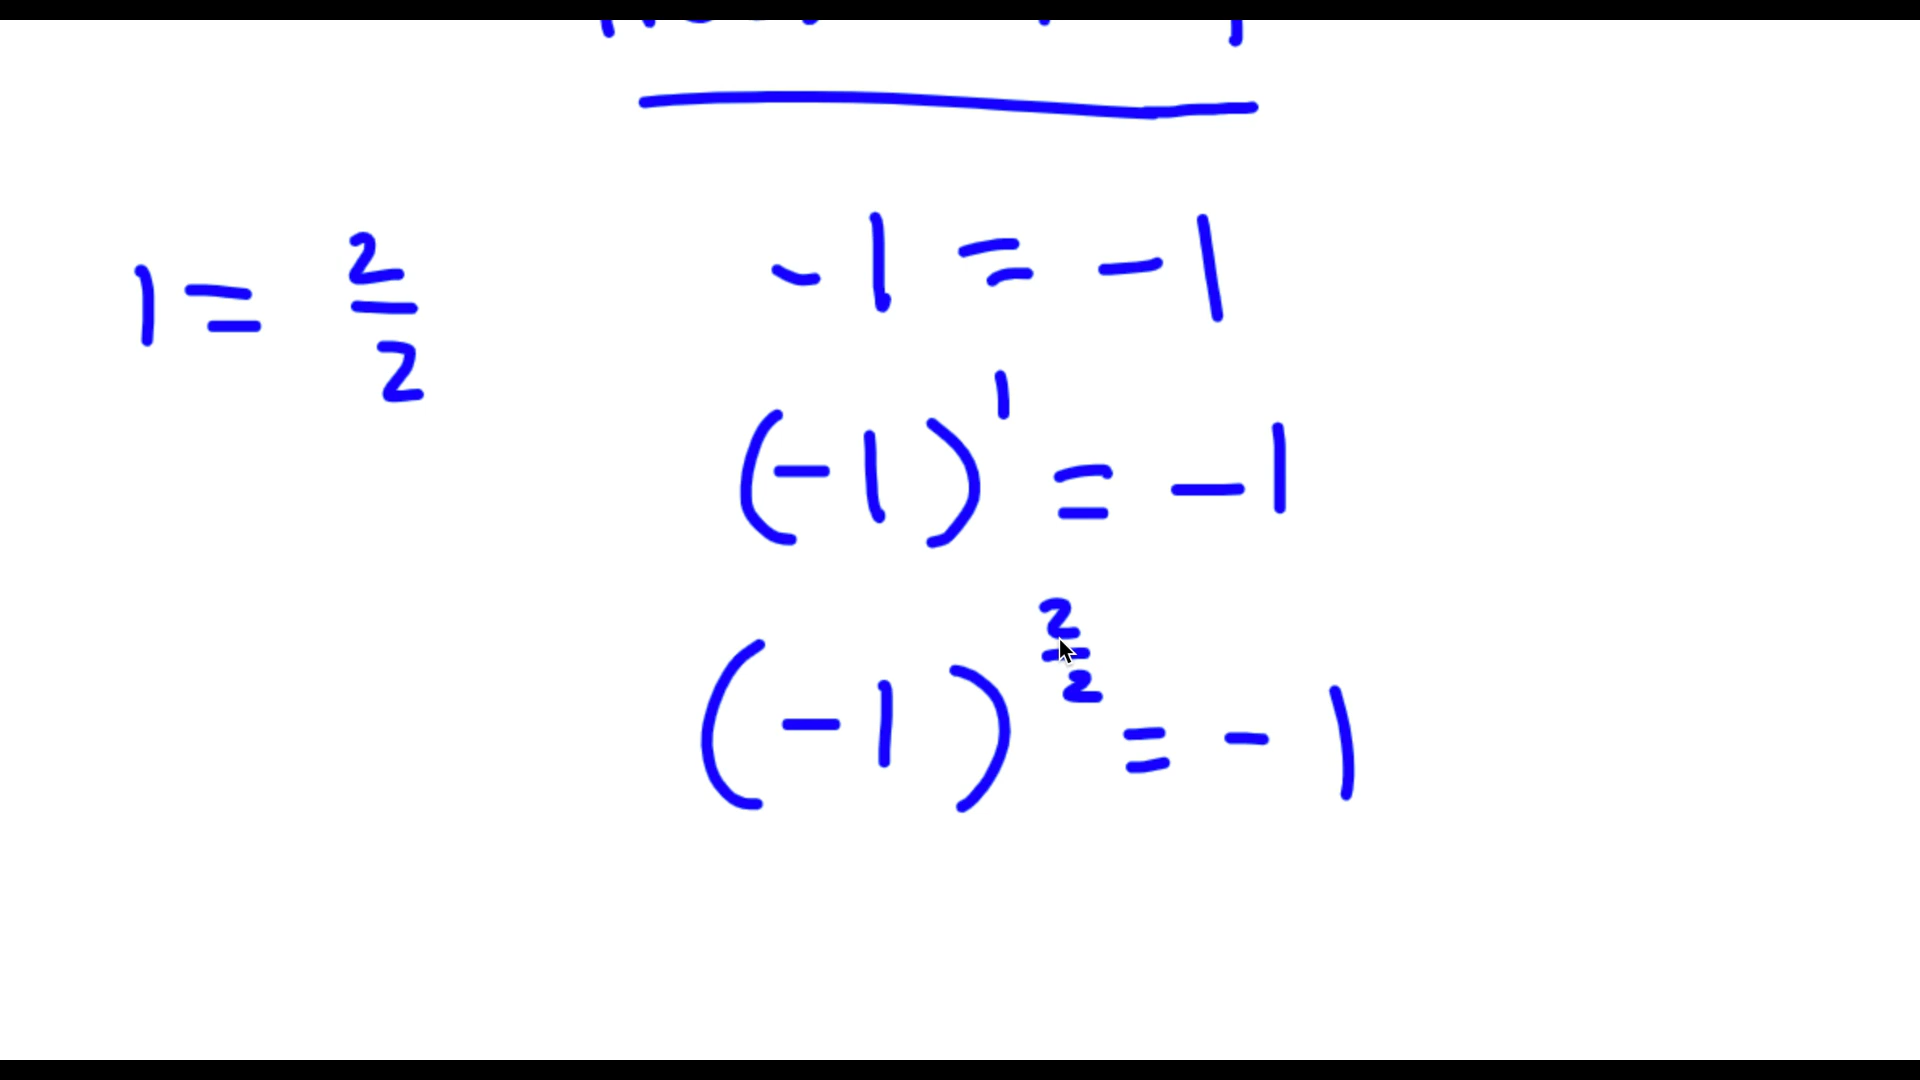 1 = 2/2
-1 = -1
(-1)^1 = -1
(-1)^(2/2) = -1